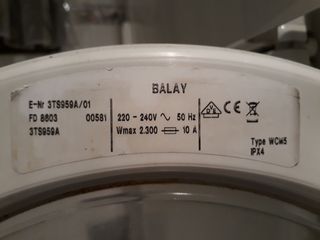 BALAY
E-Nr 3TS959A/01
FD 8603 00581
3TS959A
220 - 240V ~ 50 Hz
Wmax 2.300 10 A
CE
Type WCM5
IPX4